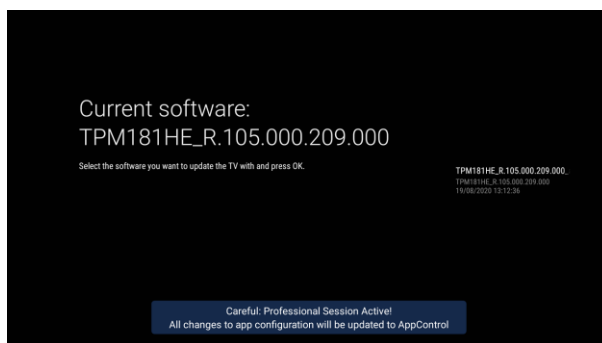 Current software:
TPM181HE_R.105.000.209.000
Select the software you want to update the TV with and press OK.
TPM181HE_R.105.000.209.000_
TPM181HE_R.105.000.209.000
19/08/2020 13:12:36
Careful: Professional Session Active!
All changes to app configuration will be updated to AppControl